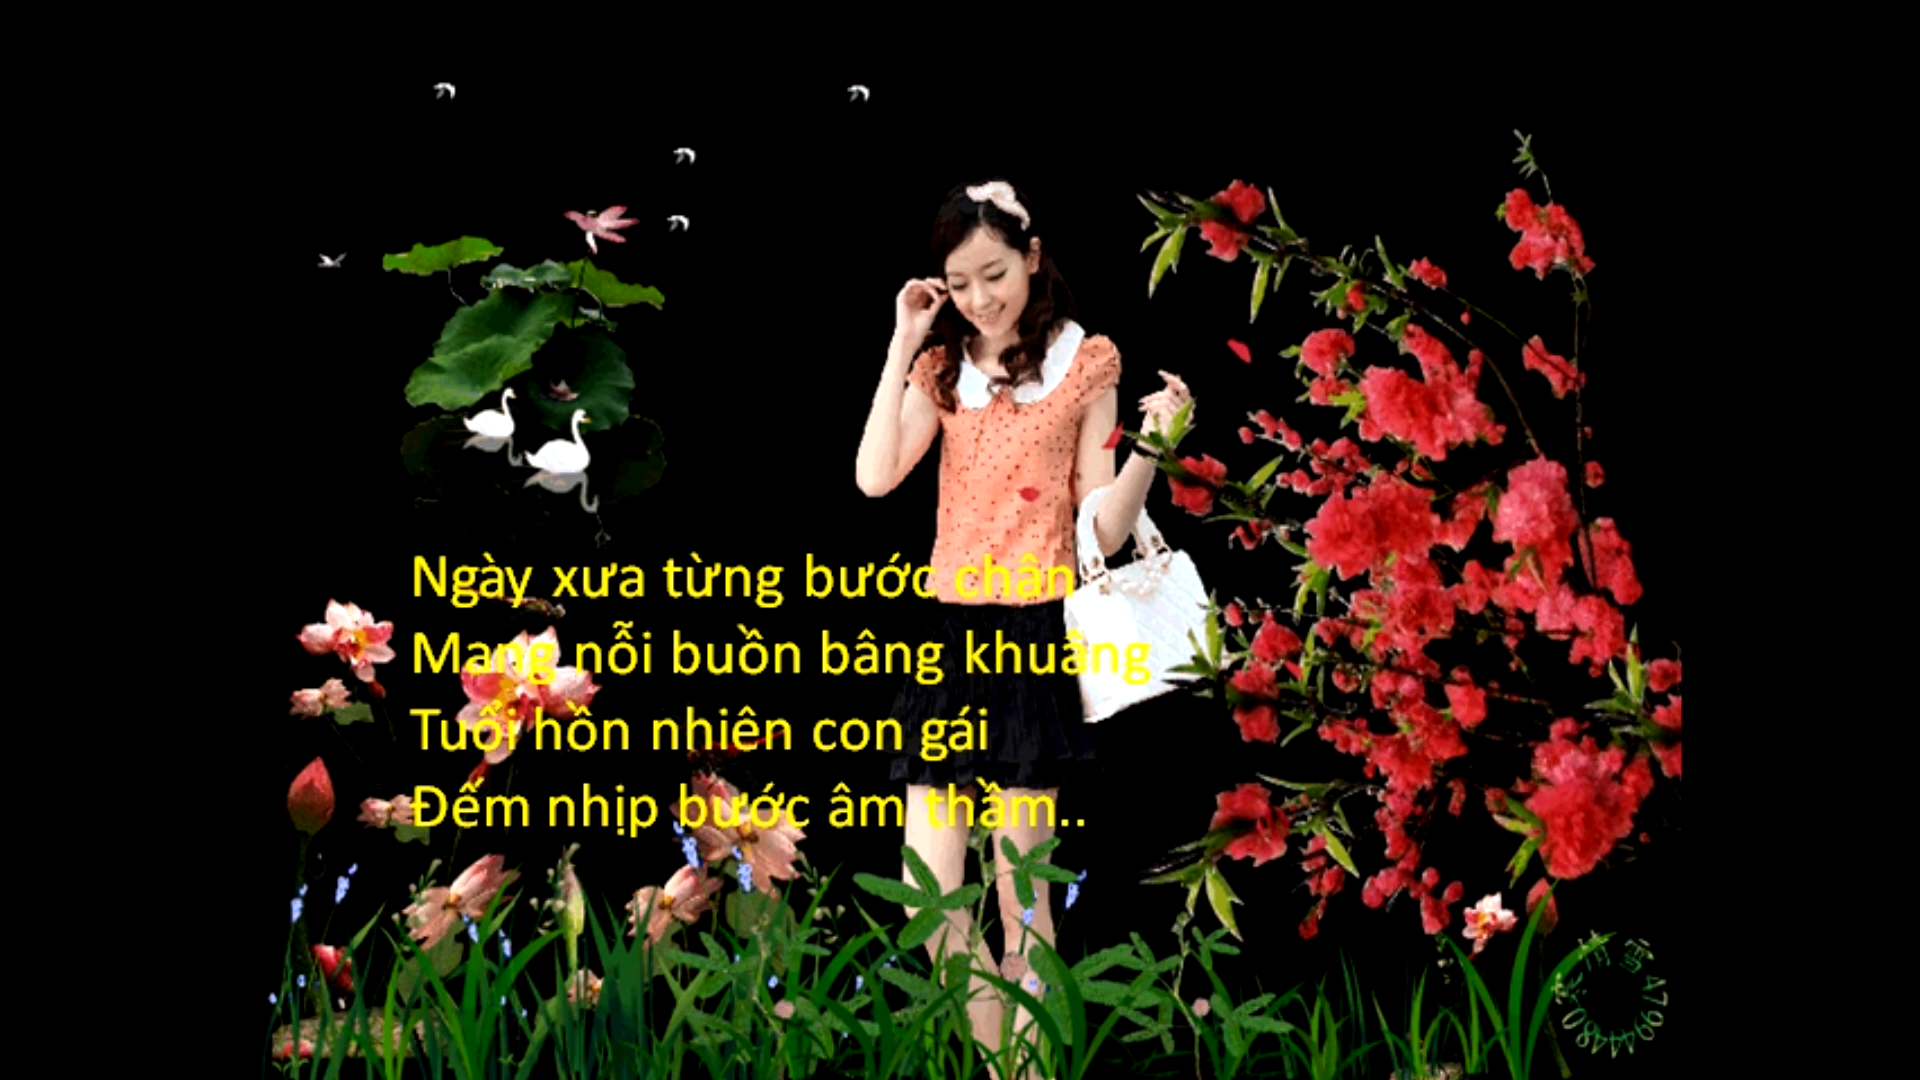 Ngày xưa từng bước chân
Mang nỗi buồn bâng khuâng
Tuổi hồn nhiên con gái
Đếm nhịp bước âm thầm..